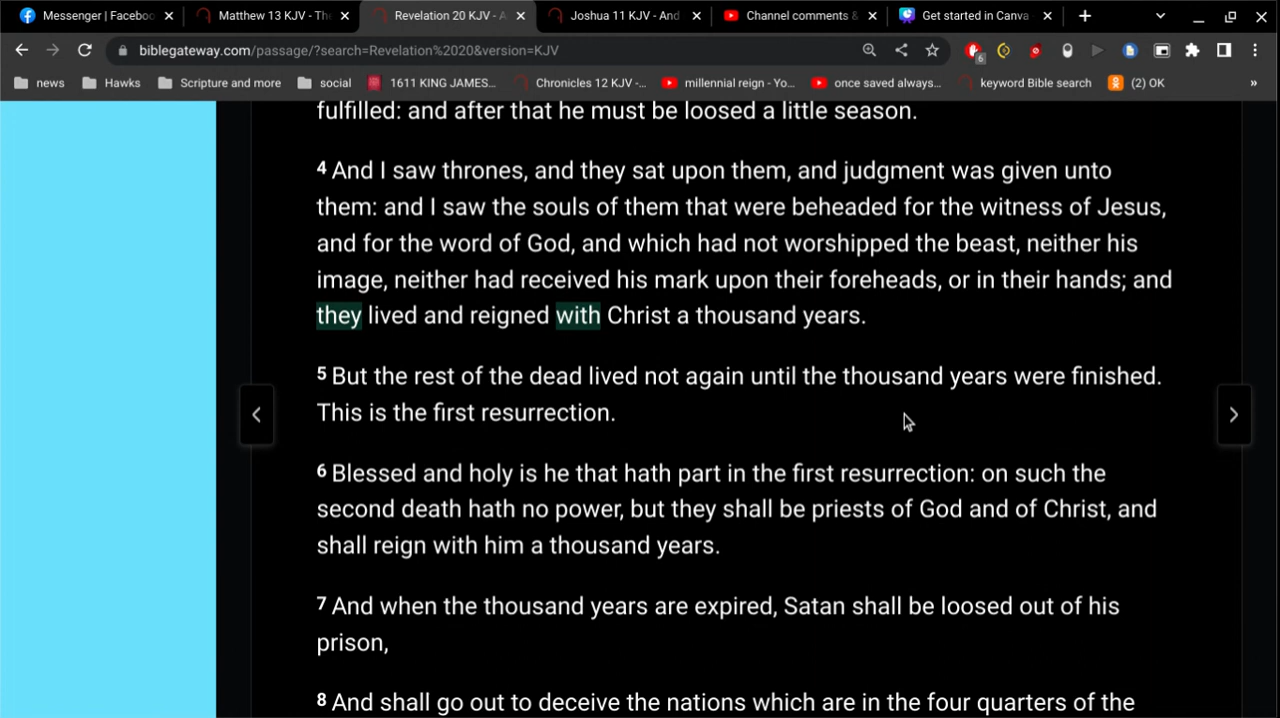 Messenger | Faceboo
Matthew 13 KJV - The
Revelation 20 KJV - A
Joshua 11 KJV - And
Channel comments &
Get started in Canva
biblegateway.com/passage/?search=Revelation%2020&version=KJV
6
news
Hawks
Scripture and more
social
1611 KING JAMES...
Chronicles 12 KJV -...
millennial reign - Yo...
once saved always...
keyword Bible search
(2) OK
»
fulfilled: and after that he must be loosed a little season.
4 And I saw thrones, and they sat upon them, and judgment was given unto
them: and I saw the souls of them that were beheaded for the witness of Jesus,
and for the word of God, and which had not worshipped the beast, neither his
image, neither had received his mark upon their foreheads, or in their hands; and
they lived and reigned with Christ a thousand years.
5 But the rest of the dead lived not again until the thousand years were finished.
This is the first resurrection.
6 Blessed and holy is he that hath part in the first resurrection: on such the
second death hath no power, but they shall be priests of God and of Christ, and
shall reign with him a thousand years.
7 And when the thousand years are expired, Satan shall be loosed out of his
prison,
8 And shall go out to deceive the nations which are in the four quarters of the